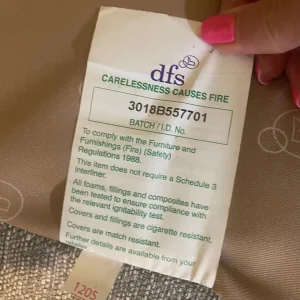 dfs
CARELESSNESS CAUSES FIRE
3018B557701
BATCH / I.D. No.
To comply with the Furniture and
Furnishings (Fire) (Safety)
Regulations 1988.
This item does not require a Schedule 3
Interliner.
All foams, fillings and composites have
been tested to ensure compliance with
the relevant ignitability test.
Covers and fillings are cigarette resistant.
Covers are match resistant.
Further details are available from your
1205